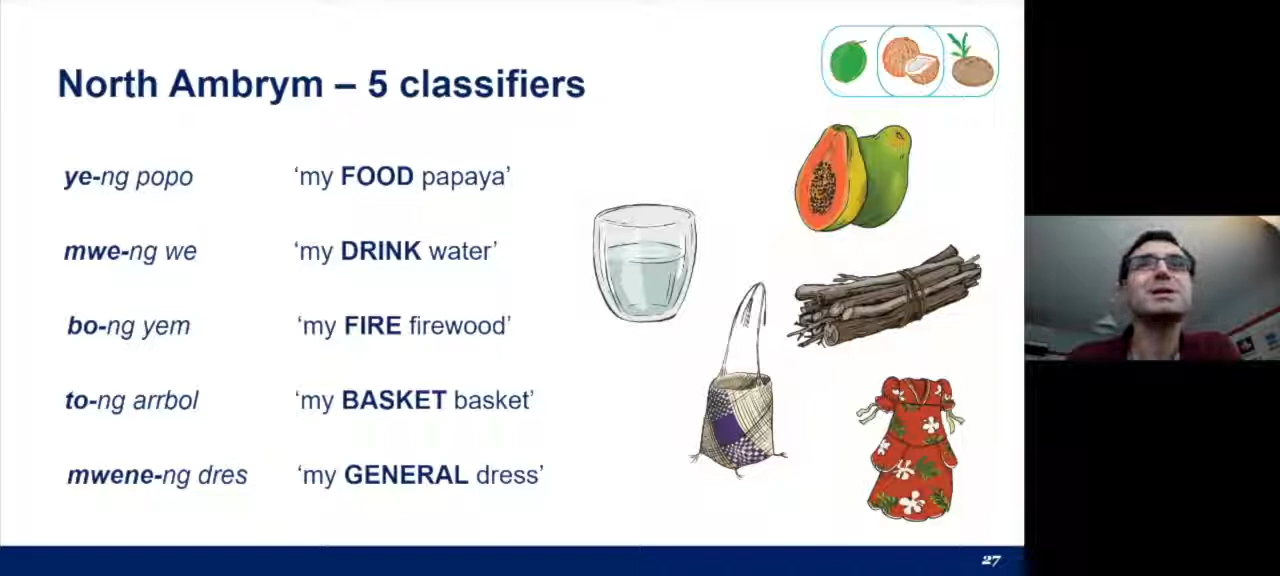 North Ambrym – 5 classifiers
ye-ng popo ‘my FOOD papaya’
mwe-ng we ‘my DRINK water’
bo-ng yem ‘my FIRE firewood’
to-ng arrbol ‘my BASKET basket’
mwene-ng dres ‘my GENERAL dress’
27